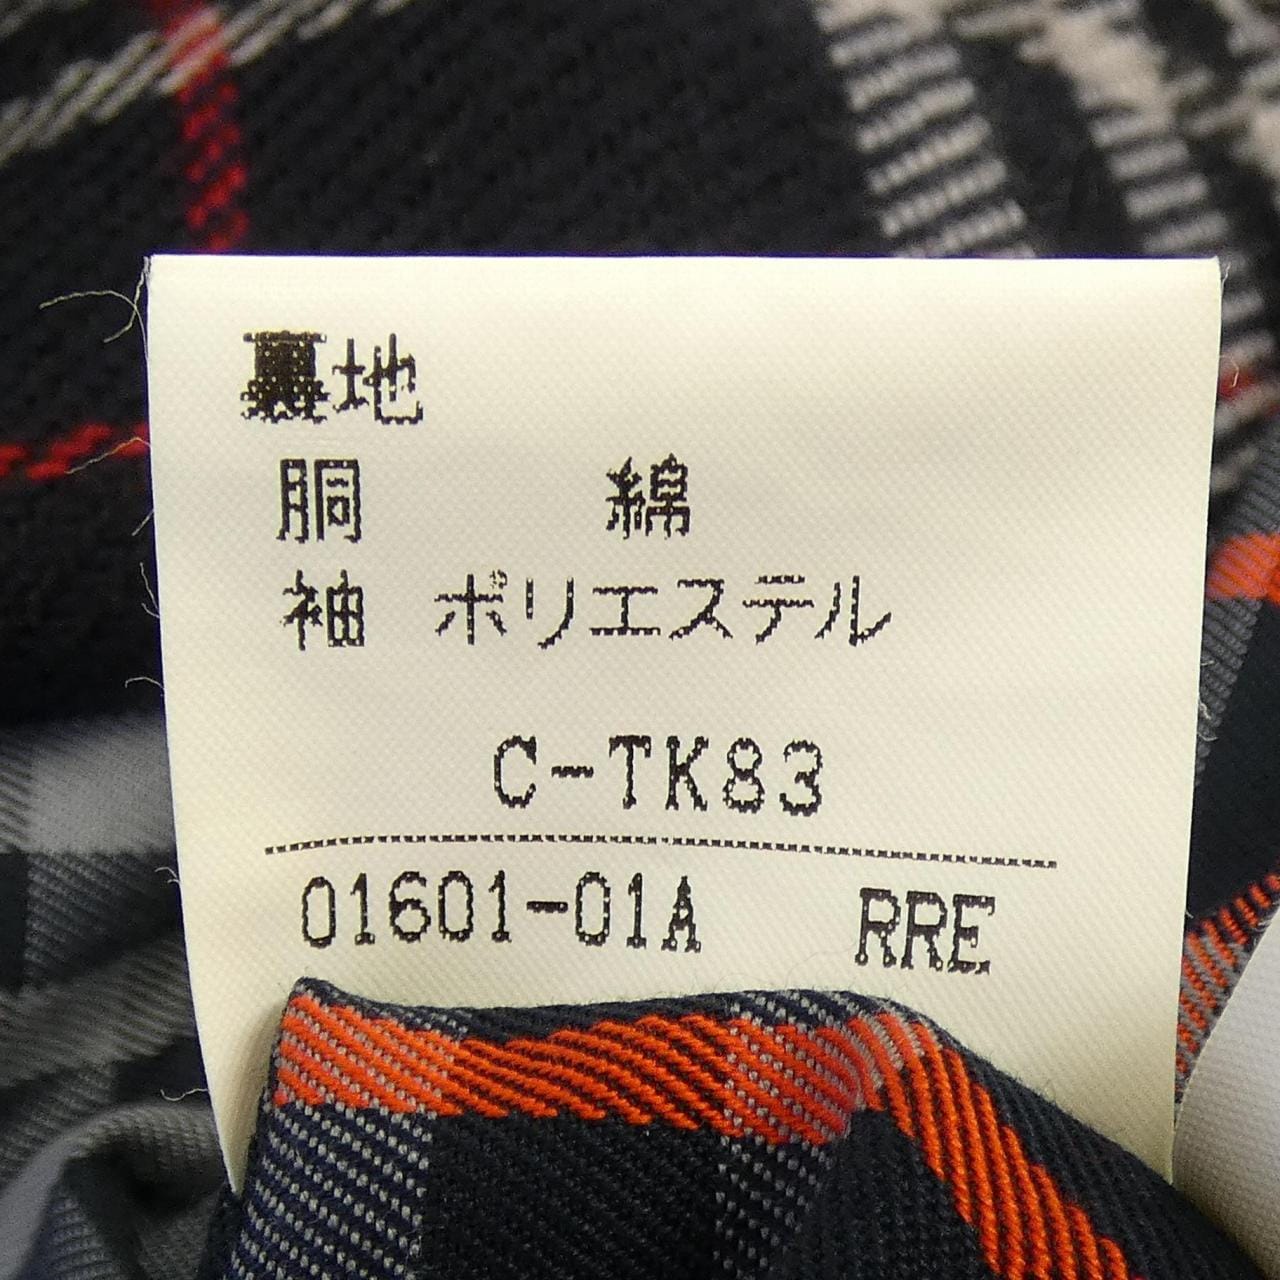 裏地
胴 綿
袖 ポリエステル
C-TK83
01601-01A RRE